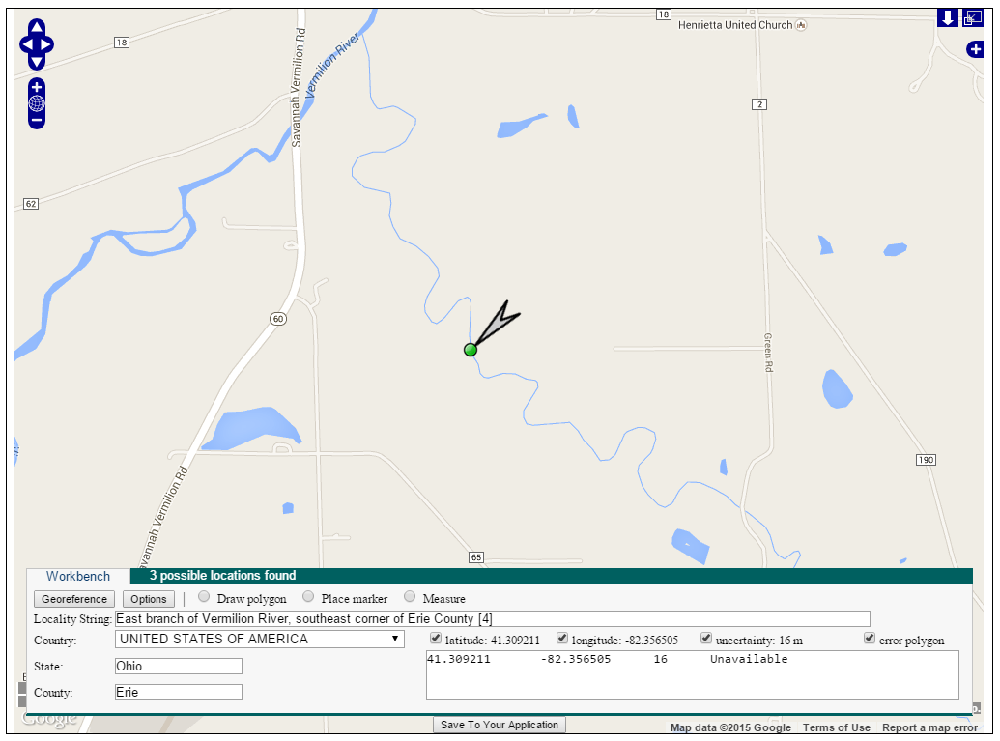 18
Henrietta United Church
18
Savannah Vermilion Rd
Vermilion River
2
62
60
Green Rd
190
Savannah Vermilion Rd
65
Workbench
3 possible locations found
Georeference
Options
Draw polygon
Place marker
Measure
Locality String: East branch of Vermilion River, southeast corner of Erie County [4]
Country: UNITED STATES OF AMERICA
latitude: 41.309211
longitude: -82.356505
uncertainty: 16 m
error polygon
41.309211 -82.356505 16 Unavailable
State: Ohio
County: Erie
Google
Save To Your Application
Map data ©2015 Google
Terms of Use
Report a map error